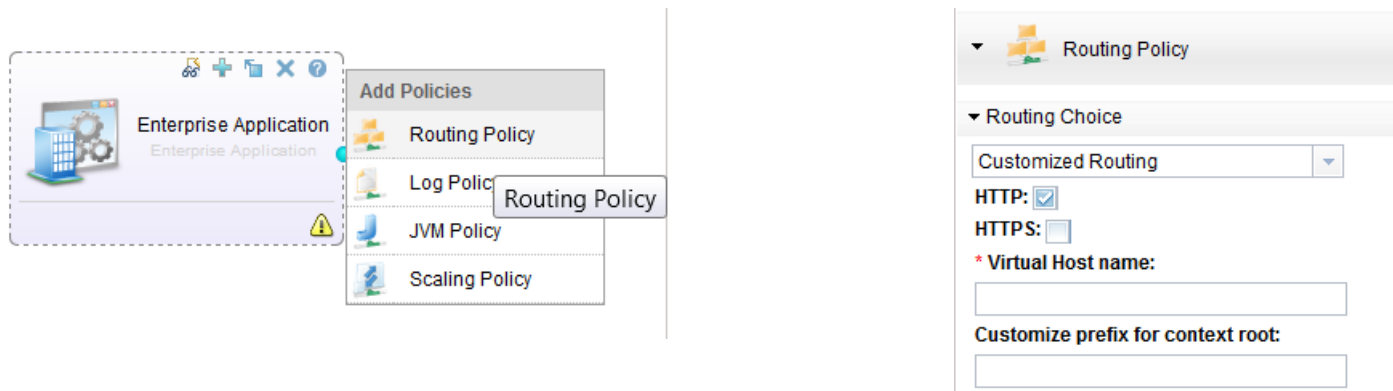 Enterprise Application
Enterprise Application
Add Policies
Routing Policy
Log Polic
Routing Policy
JVM Policy
Scaling Policy
Routing Policy
Routing Choice
Customized Routing
HTTP:
HTTPS:
* Virtual Host name:
Customize prefix for context root: